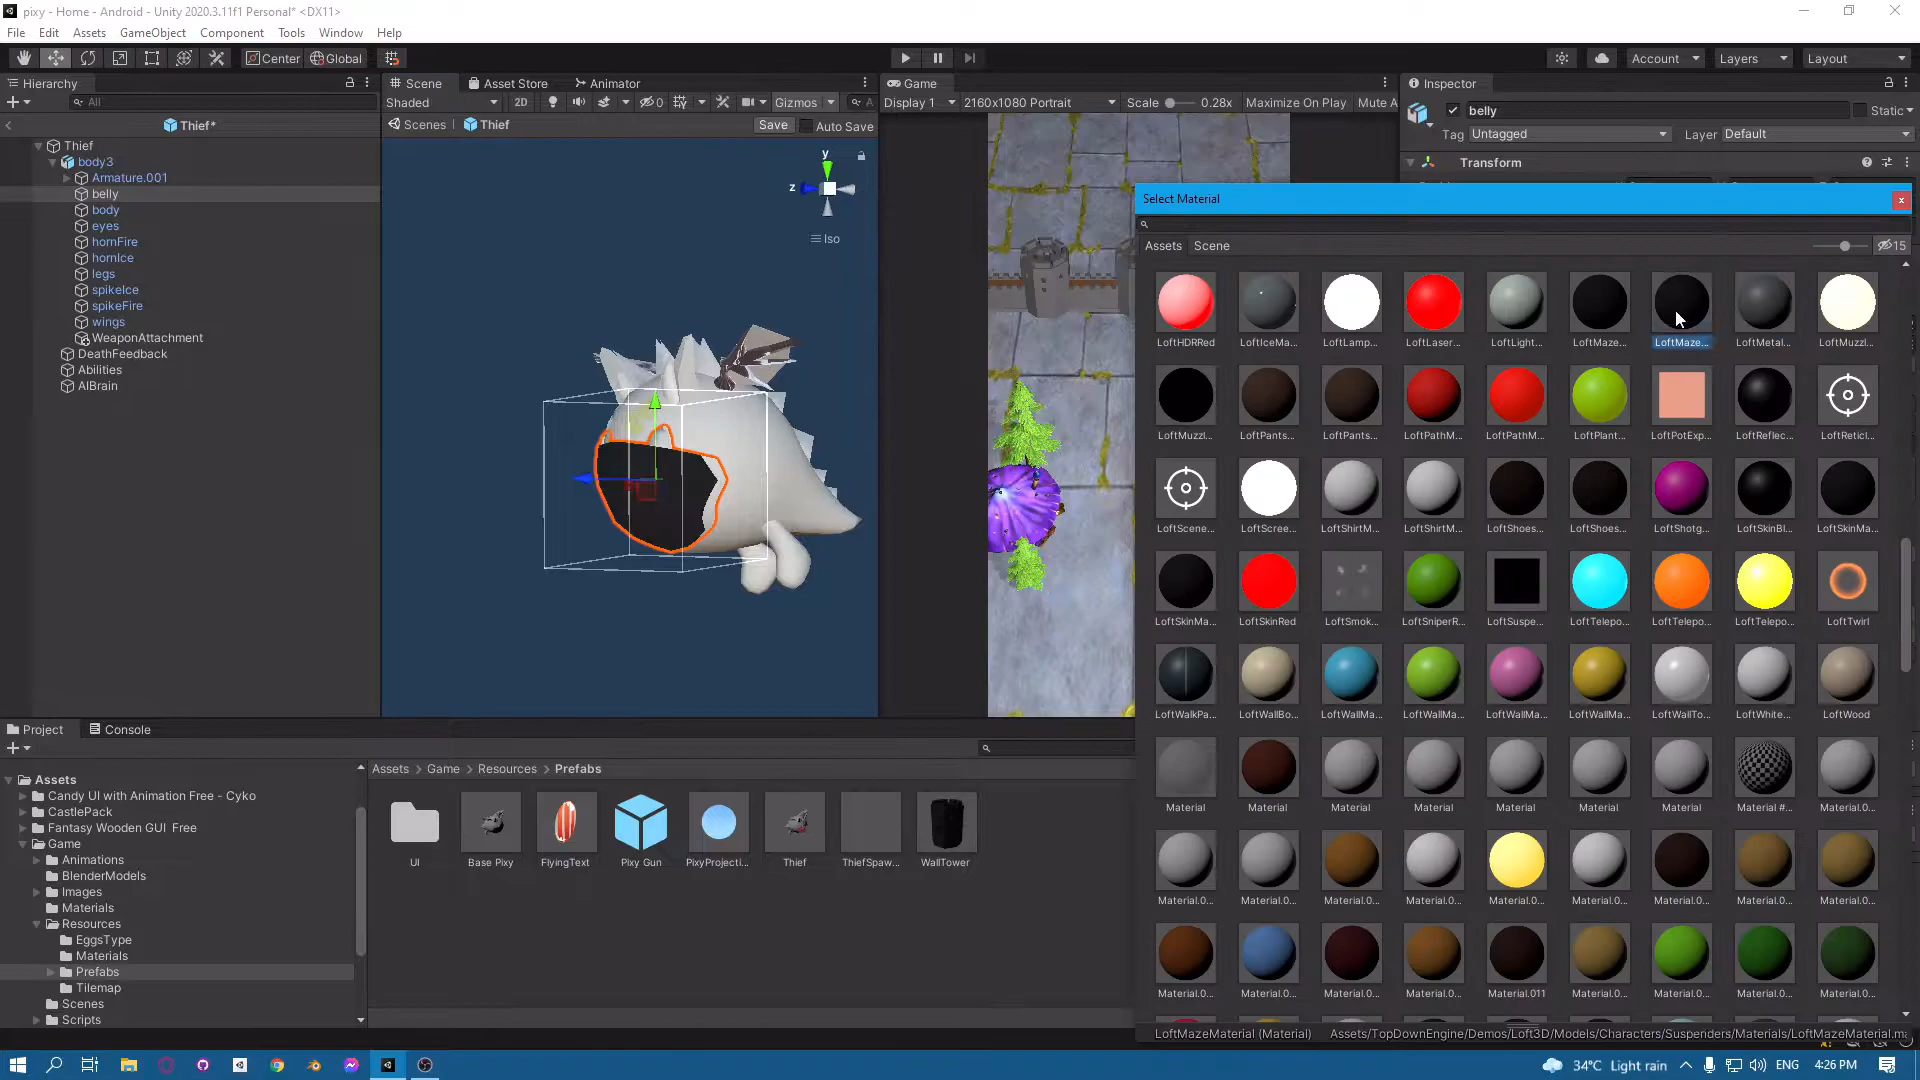 pixy - Home - Android - Unity 2020.3.11f1 Personal* <DX11>
File Edit Assets GameObject Component Tools Window Help
Center Global Account Layers Layout
Hierarchy Scene Asset Store Animator Game Inspector
All Shaded 2D 0 Gizmos Display 1 2160x1080 Portrait Scale 0.28x Maximize On Play Mute A belly Static
Thief* Scenes Thief Save Auto Save Tag Untagged Layer Default
Thief
body3
Armature.001
belly
body
eyes
hornFire
hornIce
legs
spikeIce
spikeFire
wings
WeaponAttachment
DeathFeedback
Abilities
AIBrain
y
z
Iso
Transform
Select Material
Assets Scene 15
LoftHDRRed LoftIceMa... LoftLamp... LoftLaser... LoftLight... LoftMaze... LoftMaze... LoftMetal... LoftMuzzl...
LoftMuzzl... LoftPants... LoftPants... LoftPathM... LoftPathM... LoftPlant... LoftPotExp... LoftReflec... LoftReticl...
LoftScene... LoftScree... LoftShirtM... LoftShirtM... LoftShoes... LoftShoes... LoftShotg... LoftSkinBl... LoftSkinMa...
LoftSkinMa... LoftSkinRed LoftSmok... LoftSniperR... LoftSuspe... LoftTelepo... LoftTelepo... LoftTelepo... LoftTwirl
LoftWalkPa... LoftWallBo... LoftWallMa... LoftWallMa... LoftWallMa... LoftWallMa... LoftWallTo... LoftWhite... LoftWood
Material Material Material Material Material Material Material Material #... Material.0...
Material.0... Material.0... Material.0... Material.0... Material.0... Material.0... Material.0... Material.0... Material.0...
Material.0... Material.0... Material.0... Material.0... Material.011 Material.0... Material.0... Material.0... Material.0...
LoftMazeMaterial (Material) Assets/TopDownEngine/Demos/Loft3D/Models/Characters/Suspenders/Materials/LoftMazeMaterial.ma
Project Console
Assets
Candy UI with Animation Free - Cyko
CastlePack
Fantasy Wooden GUI Free
Game
Animations
BlenderModels
Images
Materials
Resources
EggsType
Materials
Prefabs
Tilemap
Scenes
Scripts
Assets > Game > Resources > Prefabs
UI Base Pixy FlyingText Pixy Gun PixyProjecti... Thief ThiefSpaw... WallTower
34°C Light rain ENG 4:26 PM